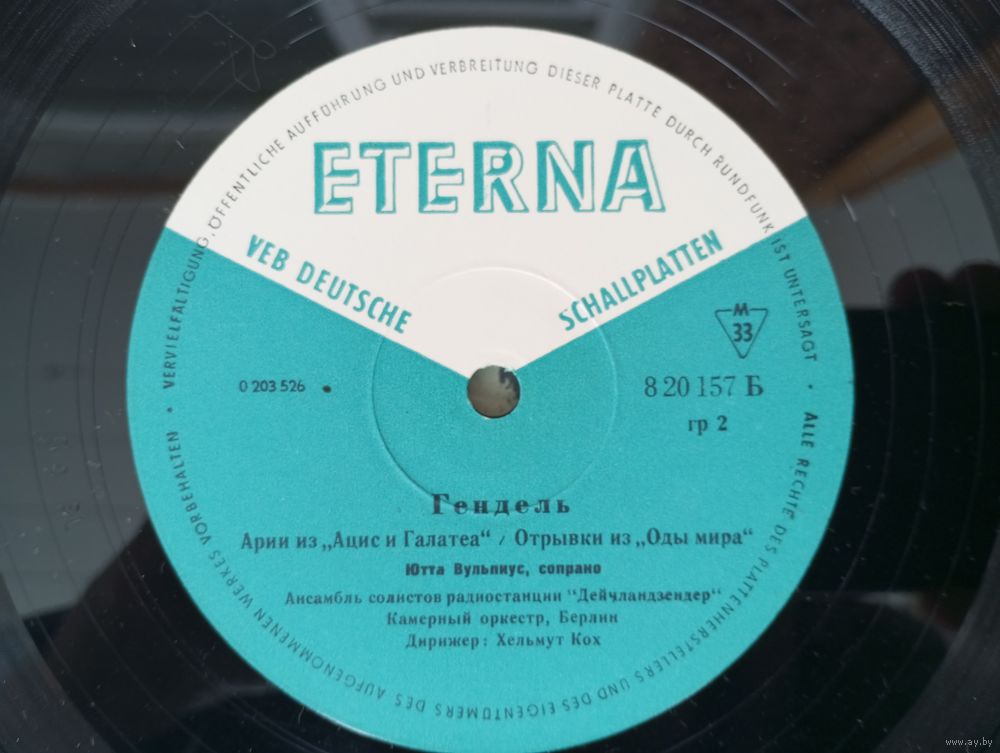 ALLE RECHTE DES PLATTENHERSTELLERS UND DES EIGENTÜMERS DES AUFGENOMMENEN WERKES VORBEHALTEN · VERVIELFÄLTIGUNG, ÖFFENTLICHE AUFFÜHRUNG UND VERBREITUNG DIESER PLATTE DURCH RUNDFUNK IST UNTERSAGT ·
ETERNA
VEB DEUTSCHE SCHALLPLATTEN
M
33
0 203 526
8 20 157 Б
гр 2
Гендель
Арии из „Ацис и Галатеа“ / Отрывки из „Оды мира“
Ютта Вульпиус, сопрано
Ансамбль солистов радиостанции "Дейчландзендер"
Камерный оркестр, Берлин
Дирижер: Хельмут Кох
www.ay.by